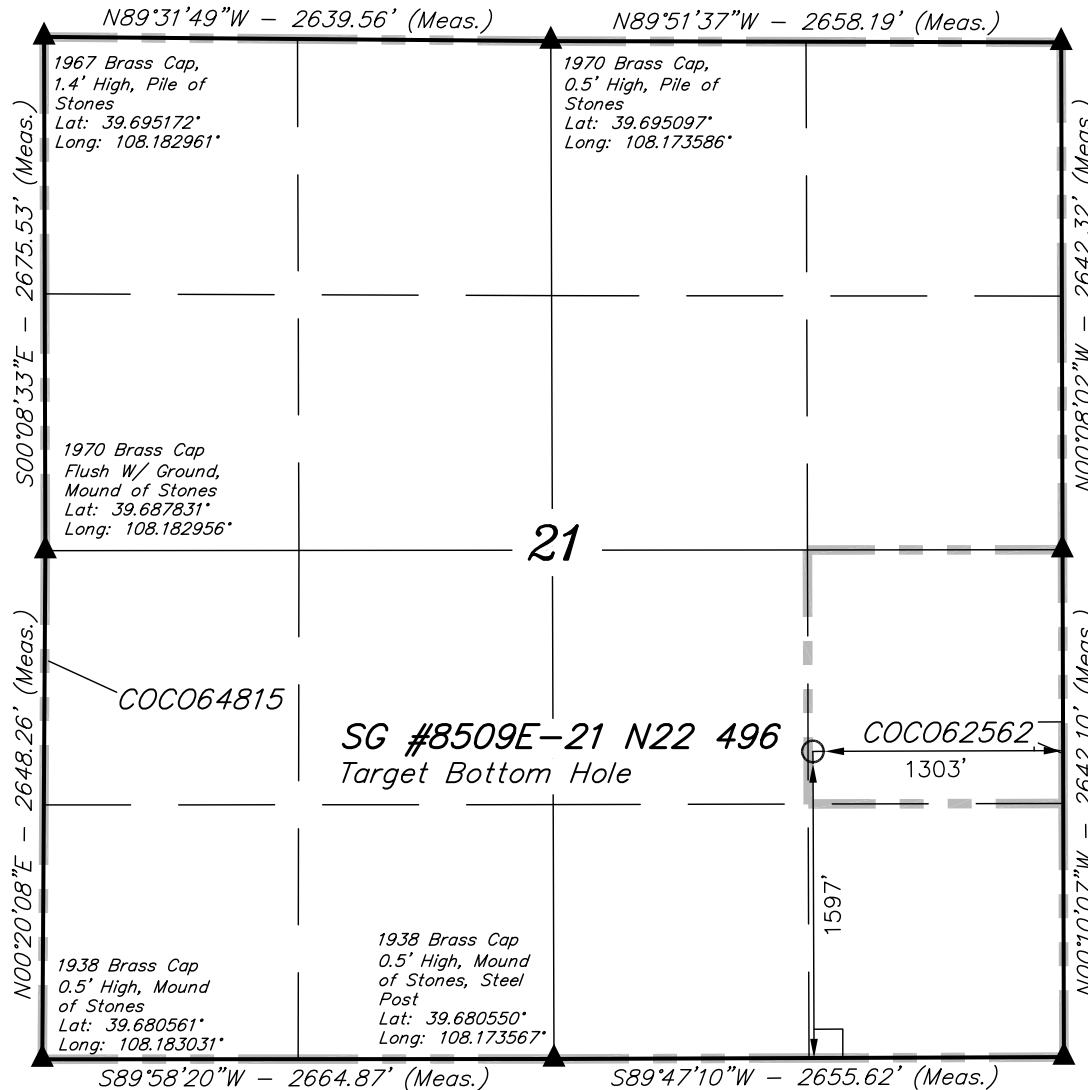 N89°31'49"W - 2639.56' (Meas.)
N89°51'37"W - 2658.19' (Meas.)
1967 Brass Cap,
1.4' High, Pile of
Stones
Lat: 39.695172°
Long: 108.182961°
1970 Brass Cap,
0.5' High, Pile of
Stones
Lat: 39.695097°
Long: 108.173586°
S00°08'33"E - 2675.53' (Meas.)
N00°08'02"W - 2642.32' (Meas.)
1970 Brass Cap
Flush W/ Ground,
Mound of Stones
Lat: 39.687831°
Long: 108.182956°
21
N00°20'08"E - 2648.26' (Meas.)
N00°10'07"W - 2642.10' (Meas.)
COC064815
SG #8509E-21 N22 496
Target Bottom Hole
COC062562
1303'
1597'
1938 Brass Cap
0.5' High, Mound
of Stones
Lat: 39.680561°
Long: 108.183031°
1938 Brass Cap
0.5' High, Mound
of Stones, Steel
Post
Lat: 39.680550°
Long: 108.173567°
S89°58'20"W - 2664.87' (Meas.)
S89°47'10"W - 2655.62' (Meas.)